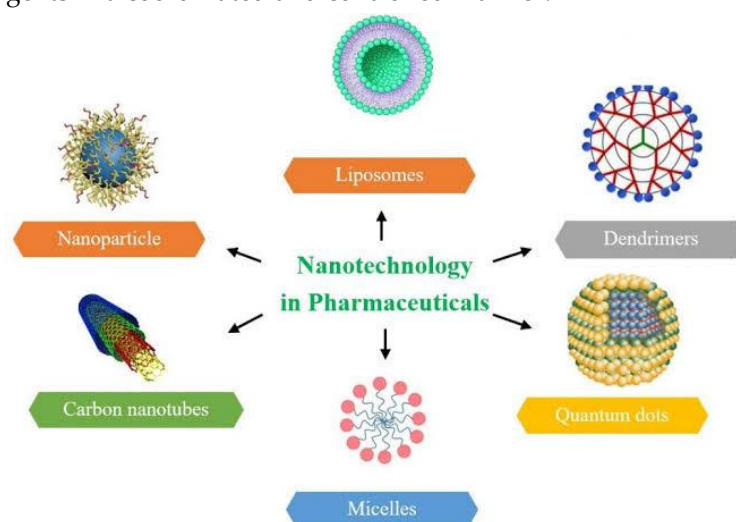 Liposomes
Nanoparticle
Dendrimers
Nanotechnology
in Pharmaceuticals
Carbon nanotubes
Quantum dots
Micelles